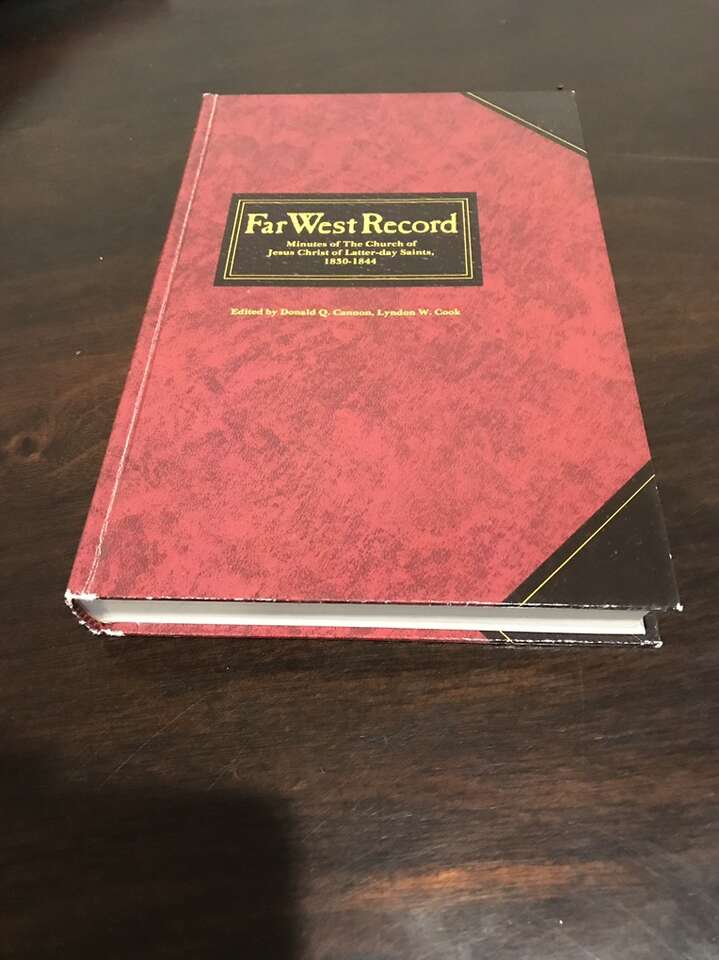 Far West Record
Minutes of The Church of
Jesus Christ of Latter-day Saints,
1830-1844
Edited by Donald Q. Cannon, Lyndon W. Cook